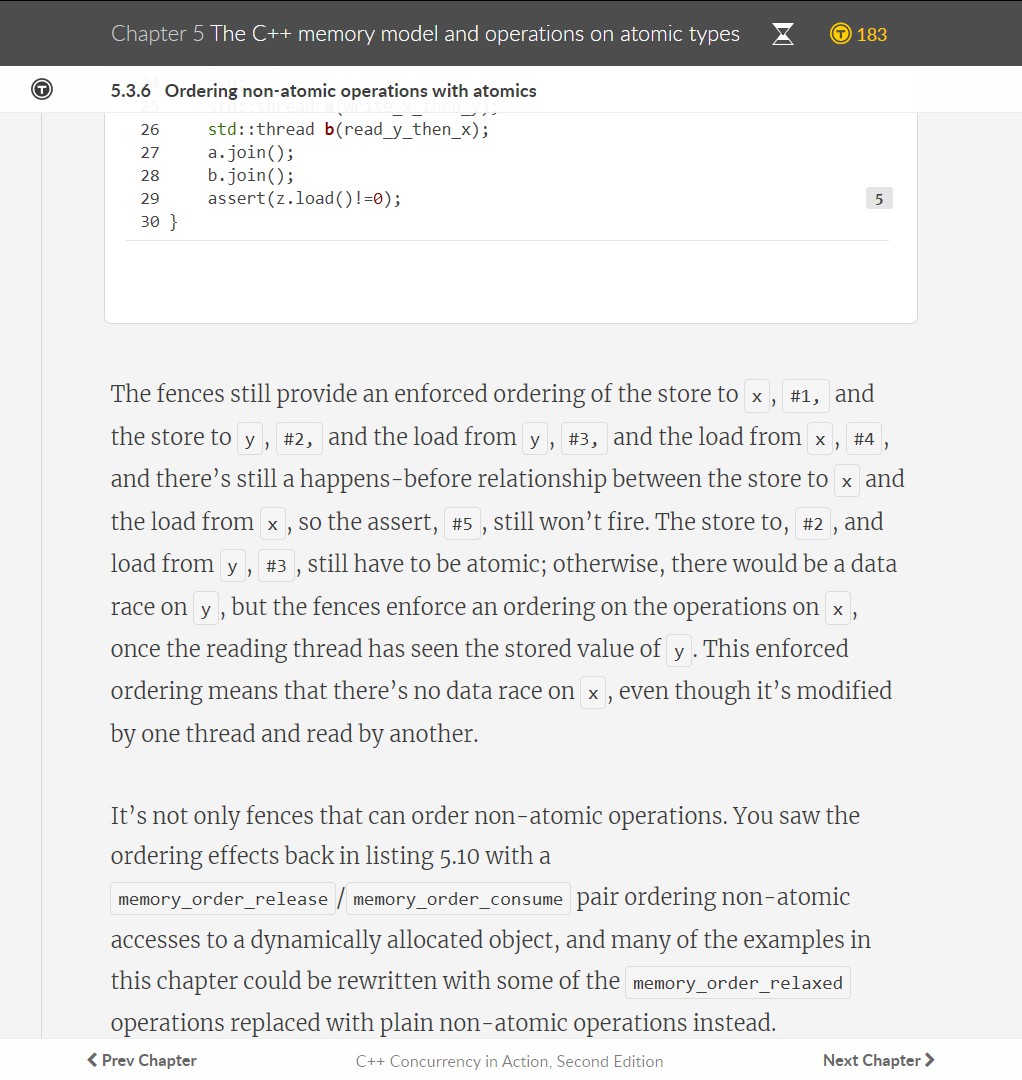 Chapter 5 The C++ memory model and operations on atomic types 183
5.3.6 Ordering non-atomic operations with atomics
25 std::thread a(write_x_then_y);
26 std::thread b(read_y_then_x);
27 a.join();
28 b.join();
29 assert(z.load()!=0); 5
30 }
The fences still provide an enforced ordering of the store to x, #1, and
the store to y, #2, and the load from y, #3, and the load from x, #4,
and there’s still a happens-before relationship between the store to x and
the load from x, so the assert, #5, still won’t fire. The store to, #2, and
load from y, #3, still have to be atomic; otherwise, there would be a data
race on y, but the fences enforce an ordering on the operations on x,
once the reading thread has seen the stored value of y. This enforced
ordering means that there’s no data race on x, even though it’s modified
by one thread and read by another.
It’s not only fences that can order non-atomic operations. You saw the
ordering effects back in listing 5.10 with a
memory_order_release/memory_order_consume pair ordering non-atomic
accesses to a dynamically allocated object, and many of the examples in
this chapter could be rewritten with some of the memory_order_relaxed
operations replaced with plain non-atomic operations instead.
Prev Chapter C++ Concurrency in Action, Second Edition Next Chapter